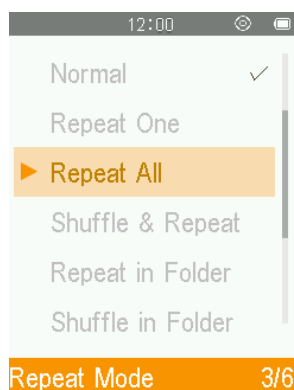 12:00
Normal
Repeat One
Repeat All
Shuffle & Repeat
Repeat in Folder
Shuffle in Folder
Repeat Mode 3/6